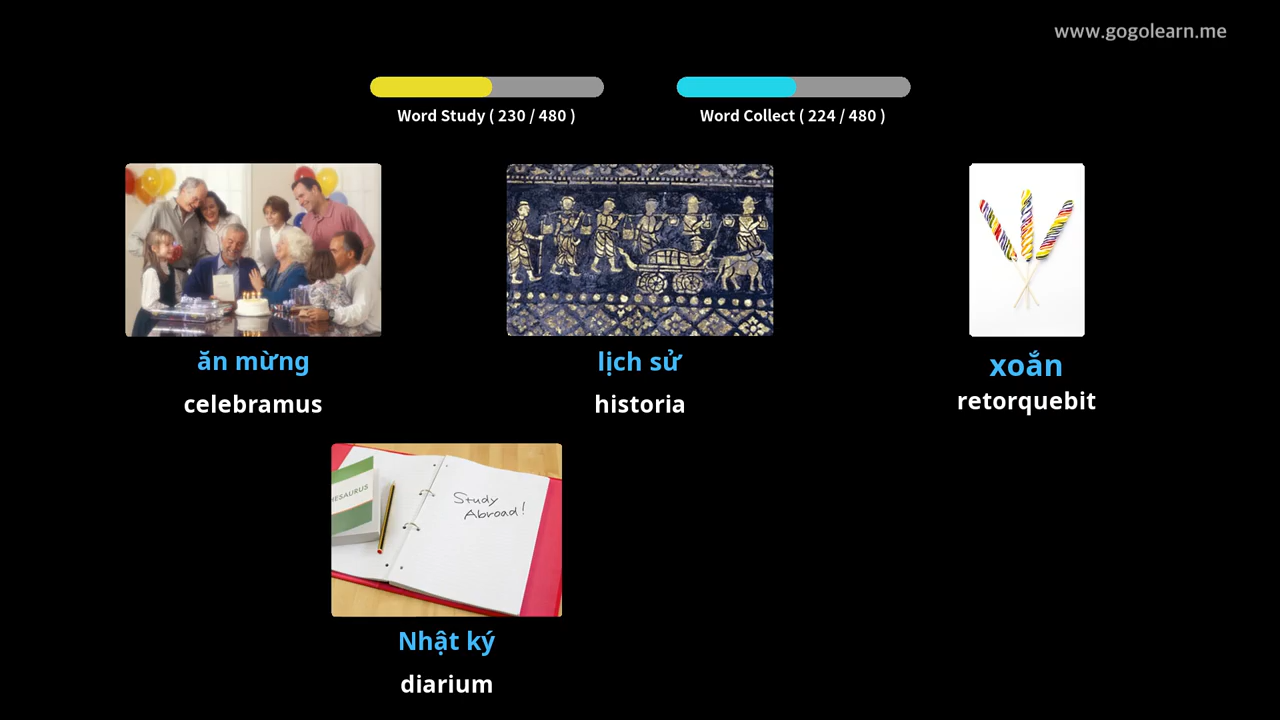 www.gogolearn.me
Word Study ( 230 / 480 )
Word Collect ( 224 / 480 )
ăn mừng
celebramus
lịch sử
historia
xoắn
retorquebit
HESAURUS
Study
Abroad!
Nhật ký
diarium